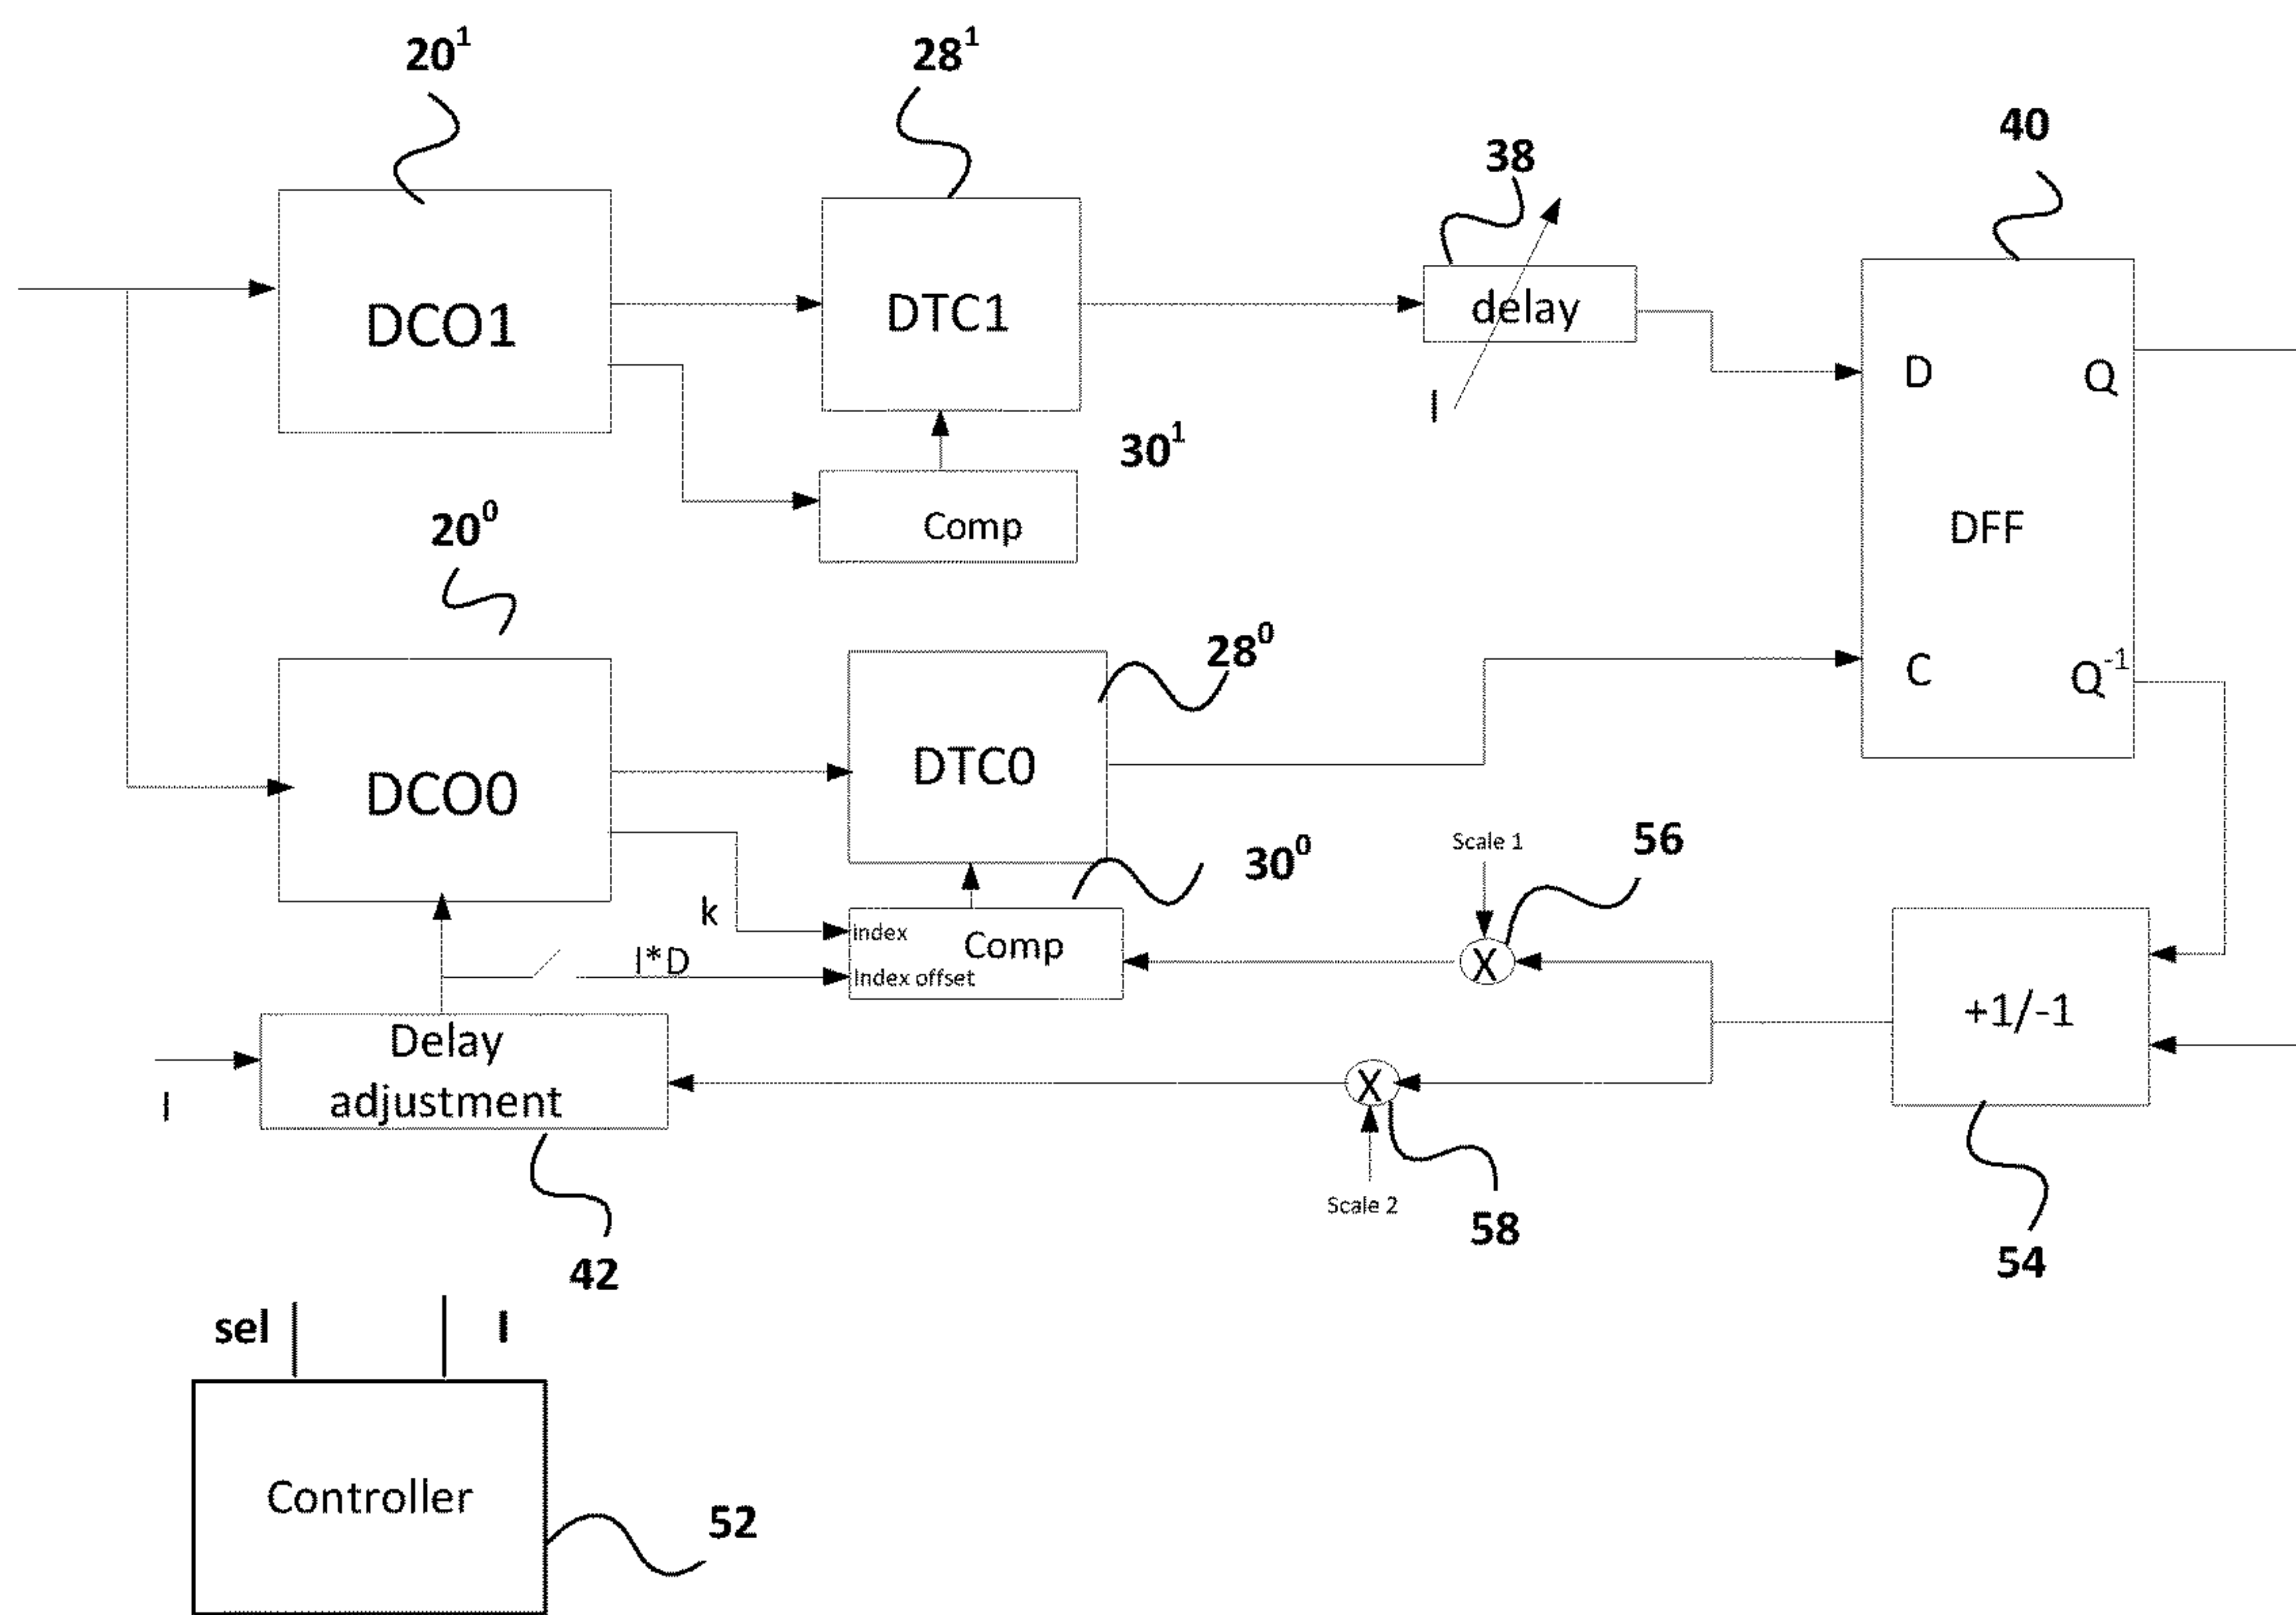 20¹
28¹
40
38
DCO1
DTC1
delay
I
D
Q
30¹
Comp
DFF
20⁰
28⁰
C
Q⁻¹
DCO0
DTC0
Scale 1
56
30⁰
k
index
Comp
X
I*D
Index offset
+1/-1
Delay
adjustment
I
X
Scale 2
58
54
42
sel
I
Controller
52